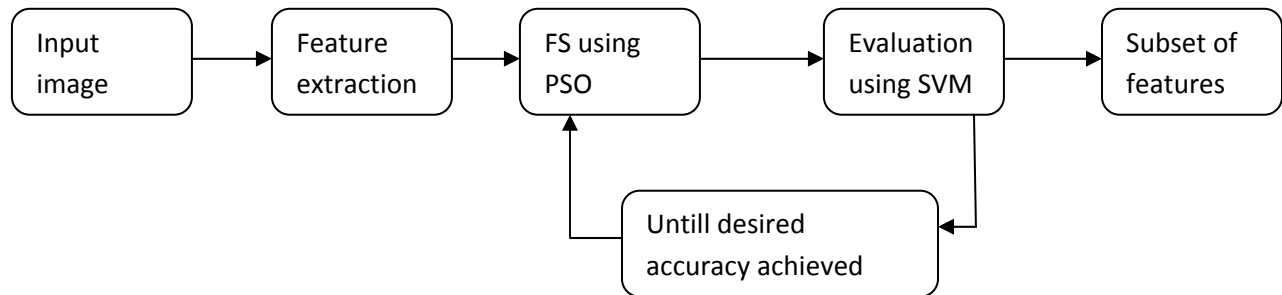 Input
image
Feature
extraction
FS using
PSO
Evaluation
using SVM
Subset of
features
Untill desired
accuracy achieved